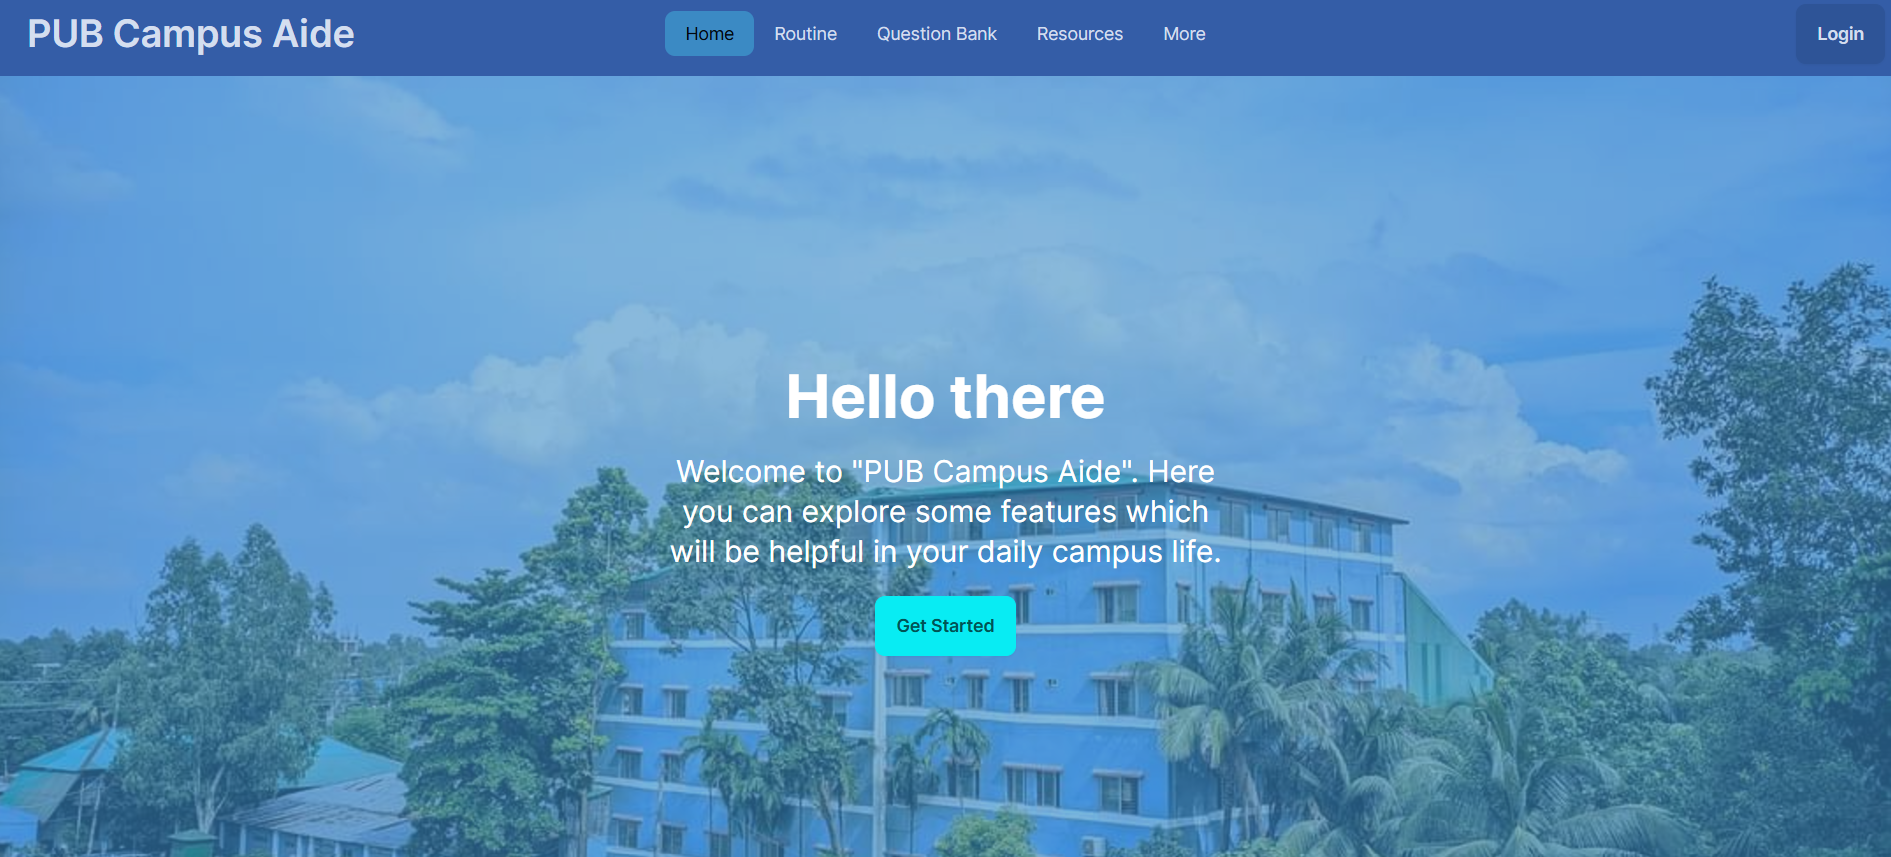 PUB Campus Aide
Home
Routine
Question Bank
Resources
More
Login
Hello there
Welcome to "PUB Campus Aide". Here
you can explore some features which
will be helpful in your daily campus life.
Get Started